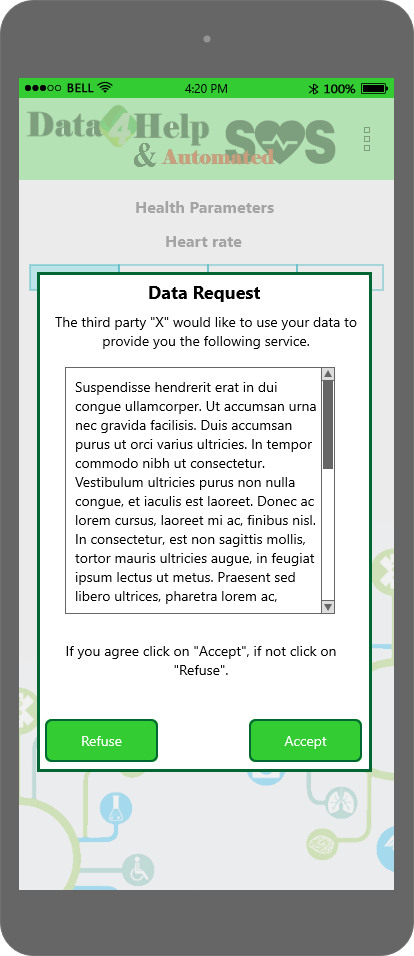 BELL 4:20 PM 100%
Data4Help SOS
& Automated
Health Parameters
Heart rate
Data Request
The third party "X" would like to use your data to
provide you the following service.
Suspendisse hendrerit erat in dui
congue ullamcorper. Ut accumsan urna
nec gravida facilisis. Duis accumsan
purus ut orci varius ultricies. In tempor
commodo nibh ut consectetur.
Vestibulum ultricies purus non nulla
congue, et iaculis est laoreet. Donec ac
lorem cursus, laoreet mi ac, finibus nisl.
In consectetur, est non sagittis mollis,
tortor mauris ultricies augue, in feugiat
ipsum lectus ut metus. Praesent sed
libero ultrices, pharetra lorem ac,
If you agree click on "Accept", if not click on
"Refuse".
Refuse Accept